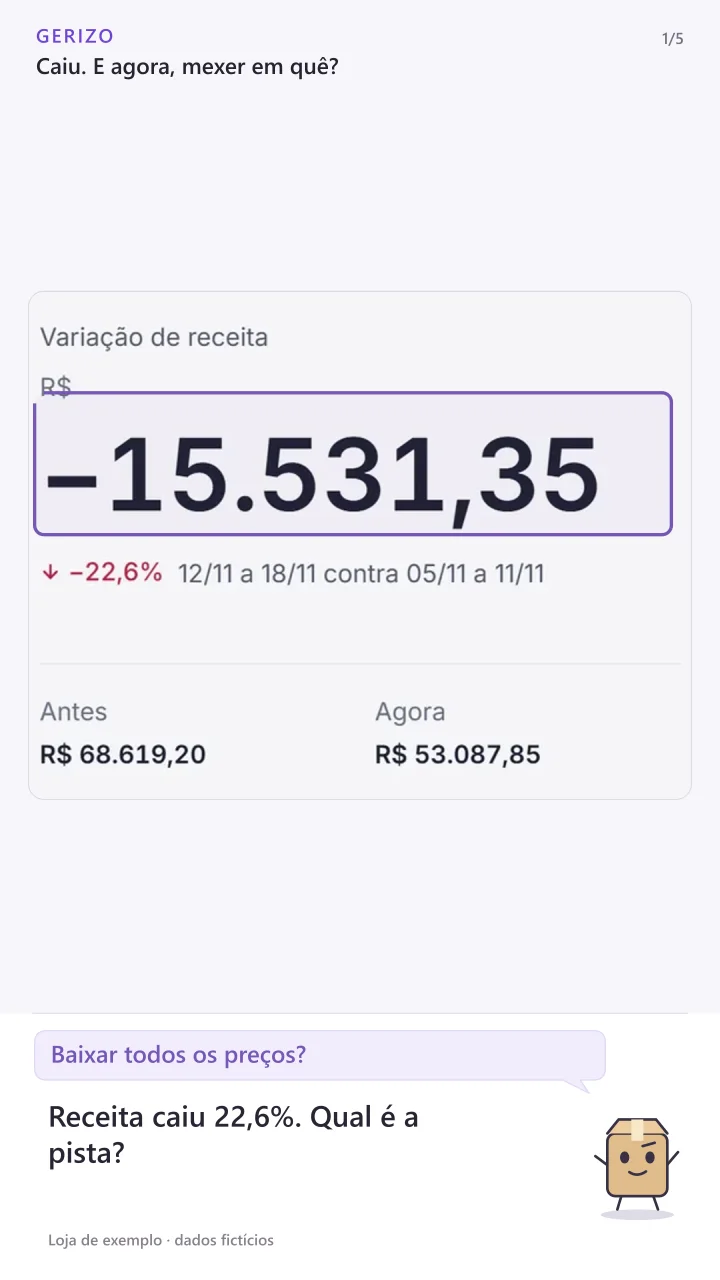 GERIZO
1/5
Caiu. E agora, mexer em quê?
Variação de receita
R$
−15.531,35
↓ −22,6% 12/11 a 18/11 contra 05/11 a 11/11
Antes
Agora
R$ 68.619,20
R$ 53.087,85
Baixar todos os preços?
Receita caiu 22,6%. Qual é a
pista?
Loja de exemplo · dados fictícios